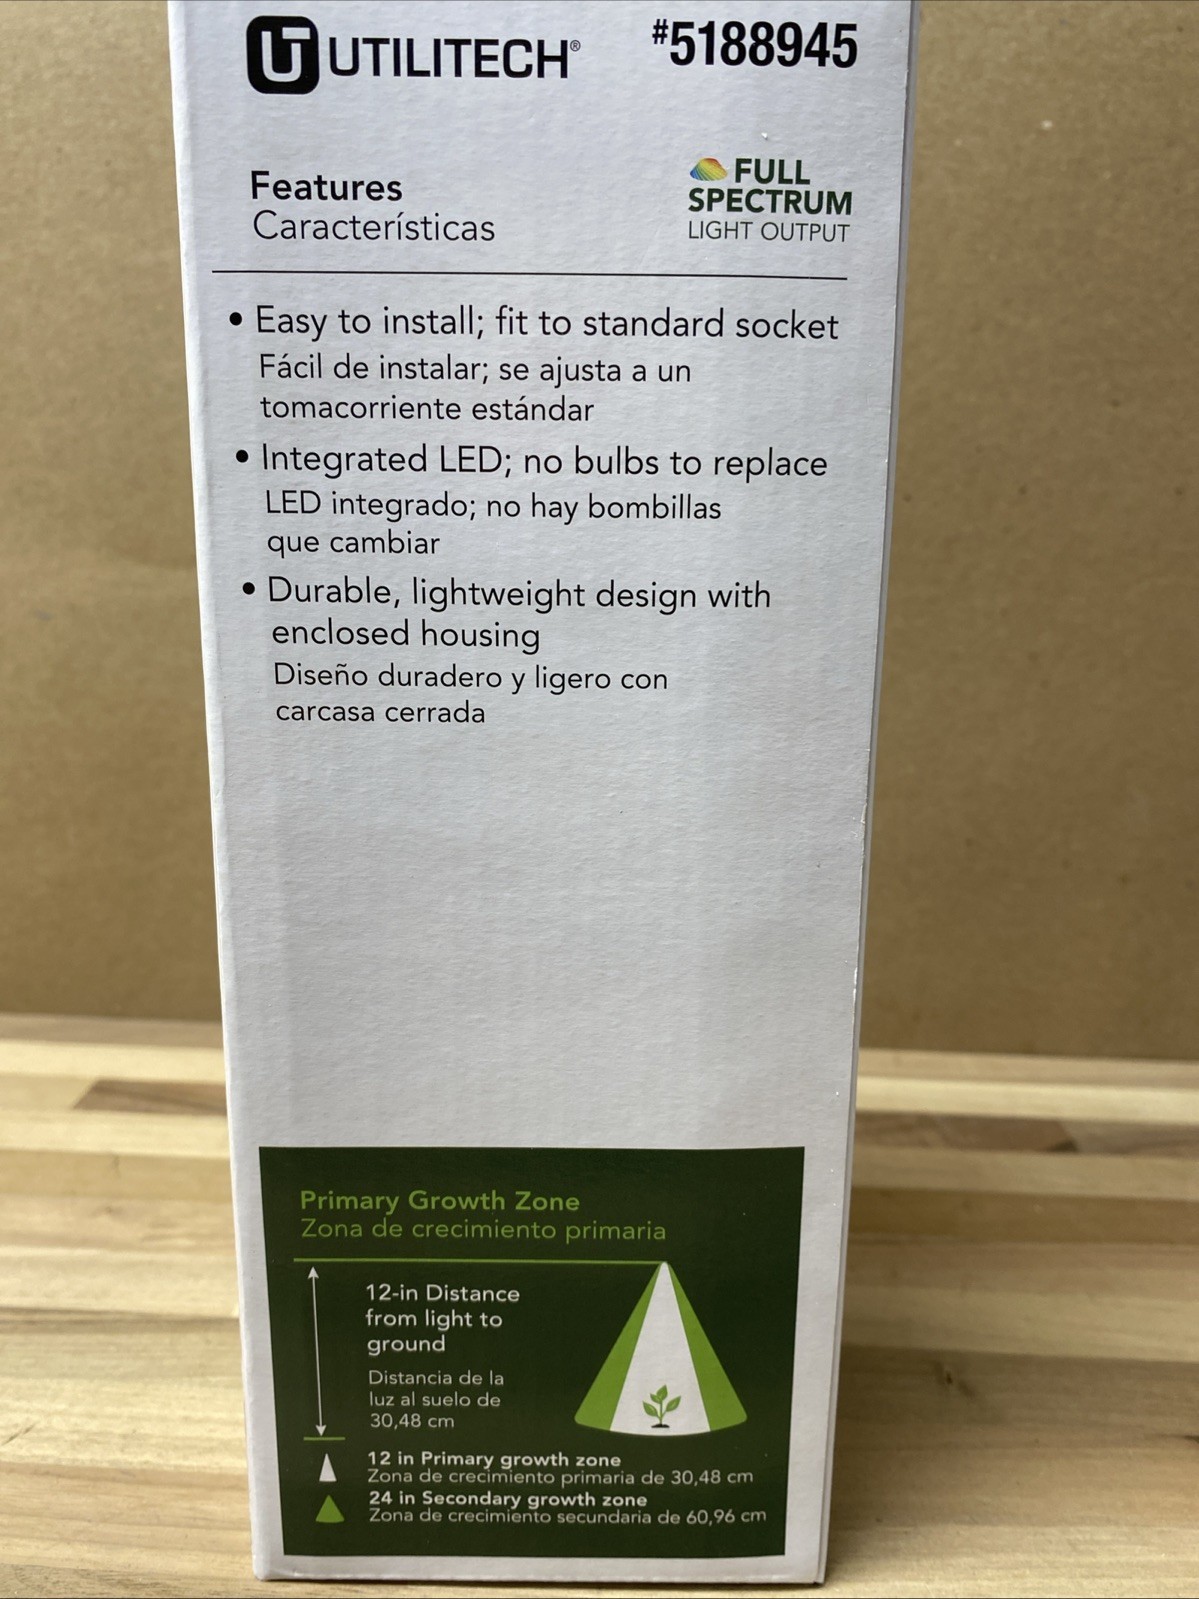 UTILITECH® #5188945
FULL
SPECTRUM
LIGHT OUTPUT
Features
Características
• Easy to install; fit to standard socket
Fácil de instalar; se ajusta a un
tomacorriente estándar
• Integrated LED; no bulbs to replace
LED integrado; no hay bombillas
que cambiar
• Durable, lightweight design with
enclosed housing
Diseño duradero y ligero con
carcasa cerrada
Primary Growth Zone
Zona de crecimiento primaria
12-in Distance
from light to
ground
Distancia de la
luz al suelo de
30,48 cm
12 in Primary growth zone
Zona de crecimiento primaria de 30,48 cm
24 in Secondary growth zone
Zona de crecimiento secundaria de 60,96 cm